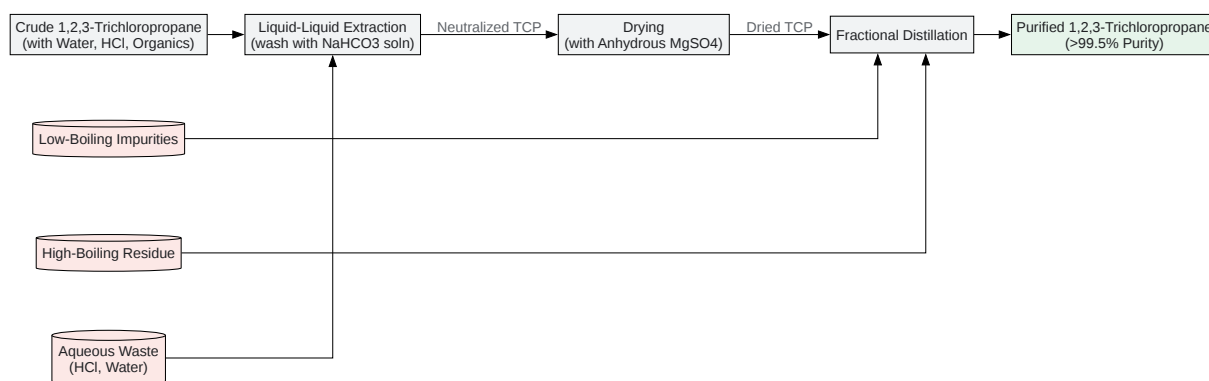 Crude 1,2,3-Trichloropropane
(with Water, HCl, Organics)
Liquid-Liquid Extraction
(wash with NaHCO3 soln)
Neutralized TCP
Drying
(with Anhydrous MgSO4)
Dried TCP
Fractional Distillation
Purified 1,2,3-Trichloropropane
(>99.5% Purity)
Low-Boiling Impurities
High-Boiling Residue
Aqueous Waste
(HCl, Water)